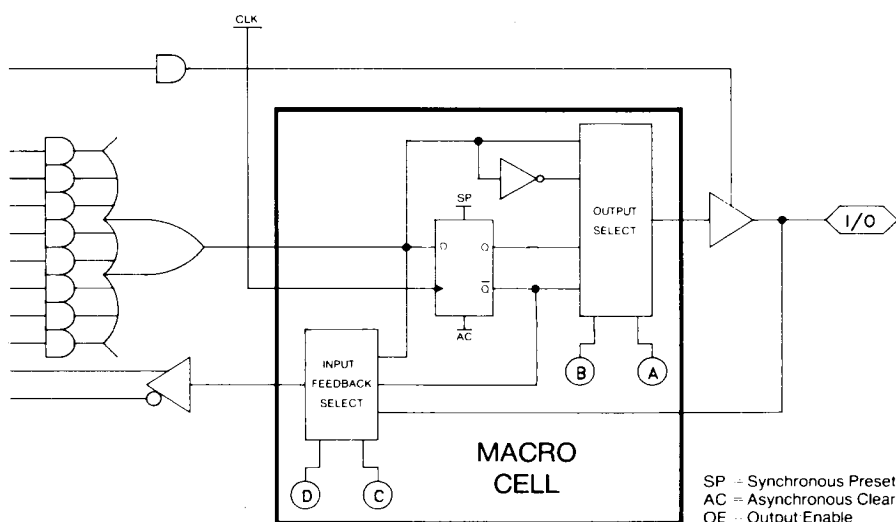 CLK
SP
OUTPUT
SELECT
I/O
D
Q
Q
AC
INPUT
FEEDBACK
SELECT
B
A
MACRO
CELL
D
C
SP = Synchronous Preset
AC = Asynchronous Clear
OE = Output Enable